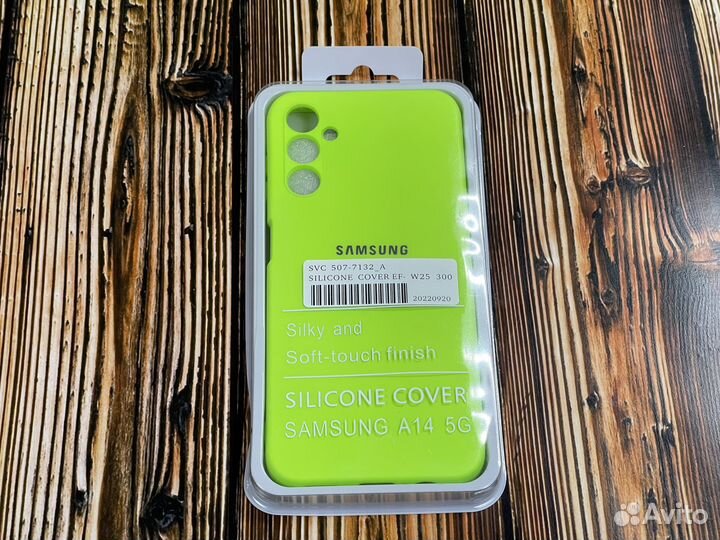 SAMSUNG
SVC 507-7132_A
SILICONE COVER EF- W25 300
20220920
Silky and
Soft-touch finish
SILICONE COVER
SAMSUNG A14 5G
Avito